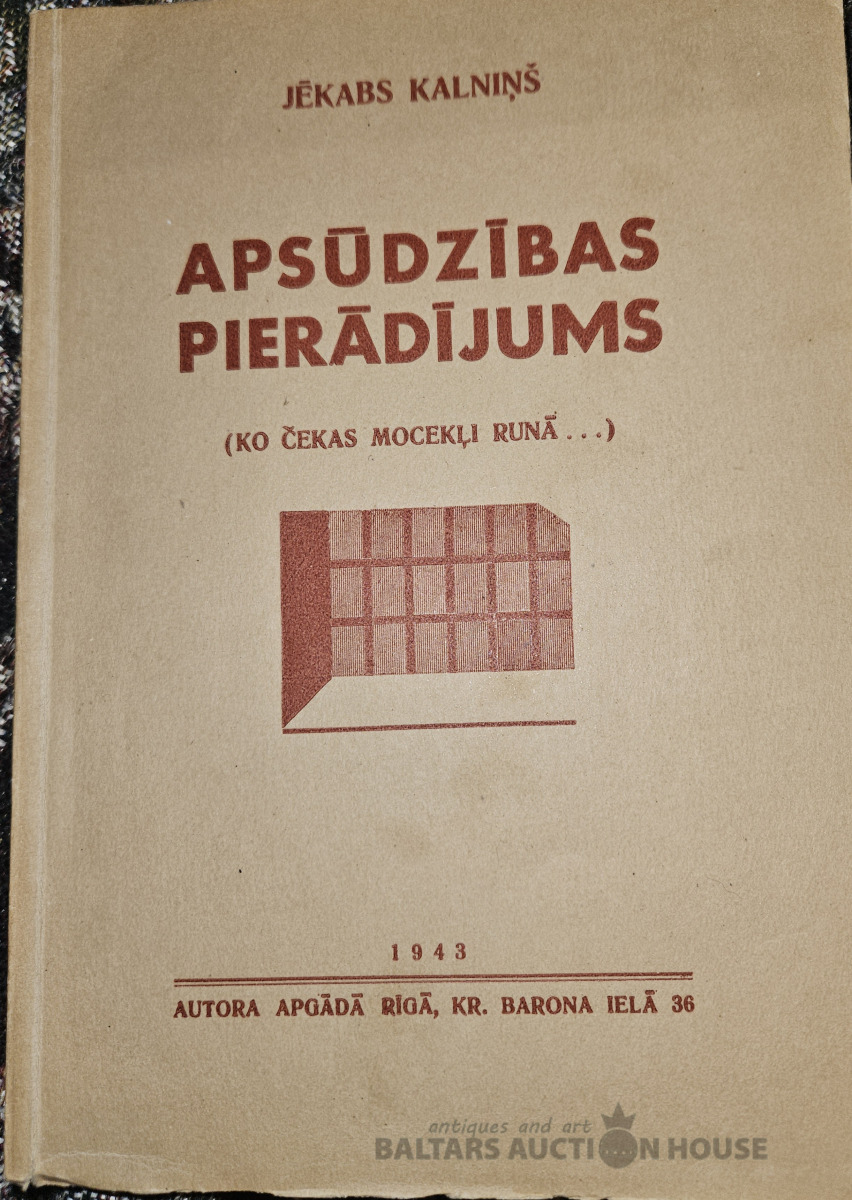 JĒKABS KALNIŅŠ
APSŪDZĪBAS
PIERĀDĪJUMS
(KO ČEKAS MOCEKĻI RUNĀ...)
1943
AUTORA APGĀDĀ RĪGĀ, KR. BARONA IELĀ 36
antiques and art
BALTARS AUCTION HOUSE